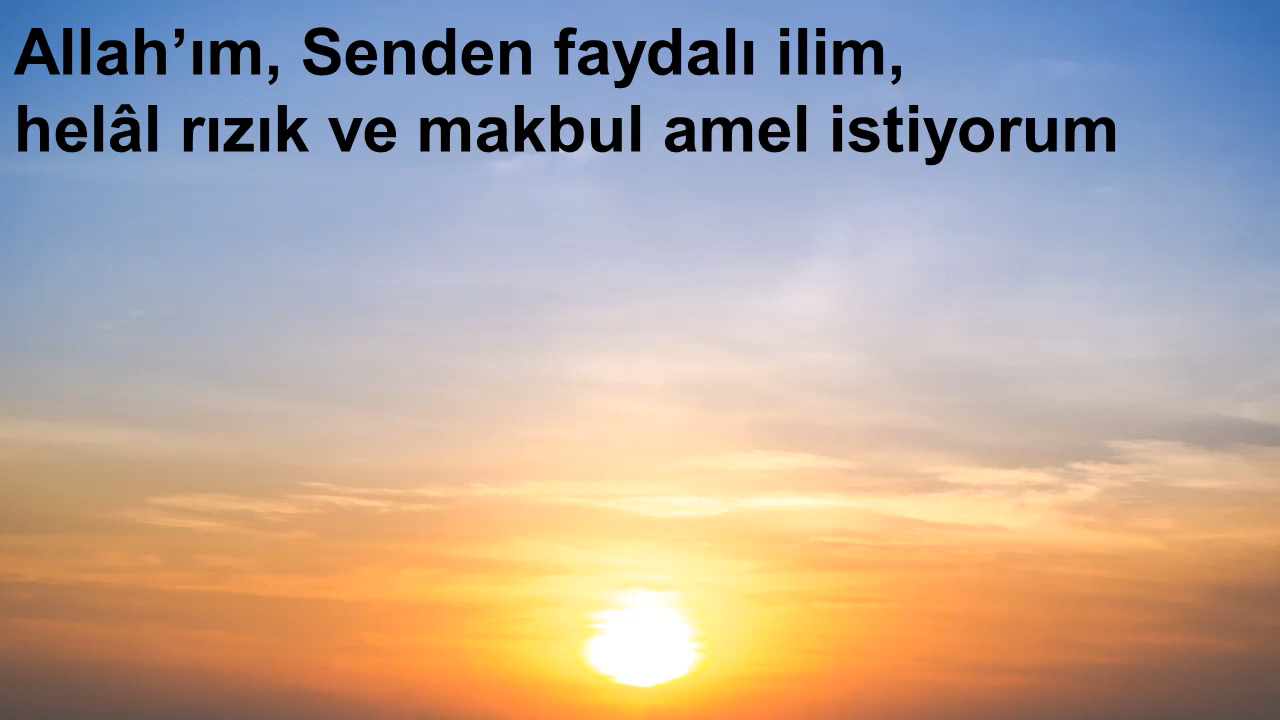 Allah’ım, Senden faydalı ilim,
helâl rızık ve makbul amel istiyorum